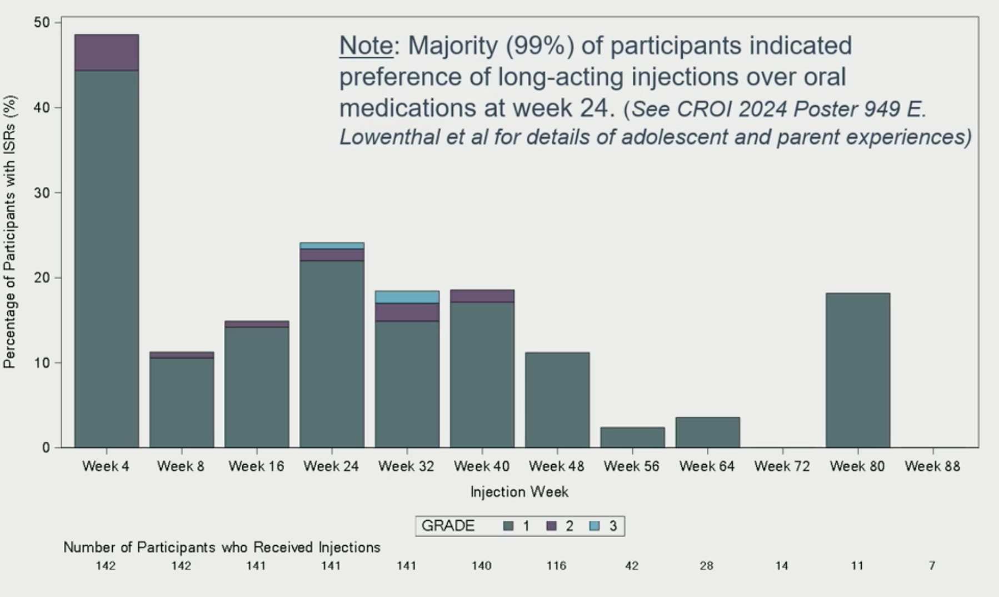 50
Note: Majority (99%) of participants indicated
preference of long-acting injections over oral
medications at week 24. (See CROI 2024 Poster 949 E.
Lowenthal et al for details of adolescent and parent experiences)
40
30
20
10
0
Percentage of Participants with ISRs (%)
Week 4 Week 8 Week 16 Week 24 Week 32 Week 40 Week 48 Week 56 Week 64 Week 72 Week 80 Week 88
Injection Week
GRADE 1 2 3
Number of Participants who Received Injections
142 142 141 141 141 140 116 42 28 14 11 7